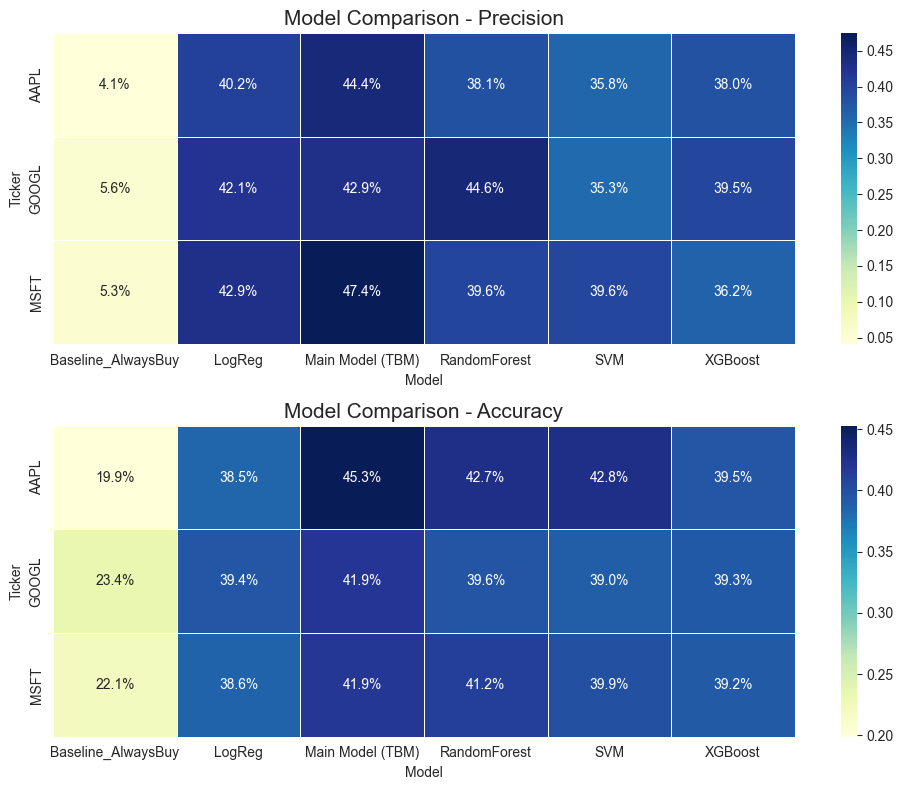 Model Comparison - Precision
AAPL 4.1% 40.2% 44.4% 38.1% 35.8% 38.0%
Ticker
GOOGL 5.6% 42.1% 42.9% 44.6% 35.3% 39.5%
MSFT 5.3% 42.9% 47.4% 39.6% 39.6% 36.2%
Baseline_AlwaysBuy LogReg Main Model (TBM) RandomForest SVM XGBoost
Model
0.45
0.40
0.35
0.30
0.25
0.20
0.15
0.10
0.05
Model Comparison - Accuracy
AAPL 19.9% 38.5% 45.3% 42.7% 42.8% 39.5%
Ticker
GOOGL 23.4% 39.4% 41.9% 39.6% 39.0% 39.3%
MSFT 22.1% 38.6% 41.9% 41.2% 39.9% 39.2%
Baseline_AlwaysBuy LogReg Main Model (TBM) RandomForest SVM XGBoost
Model
0.45
0.40
0.35
0.30
0.25
0.20